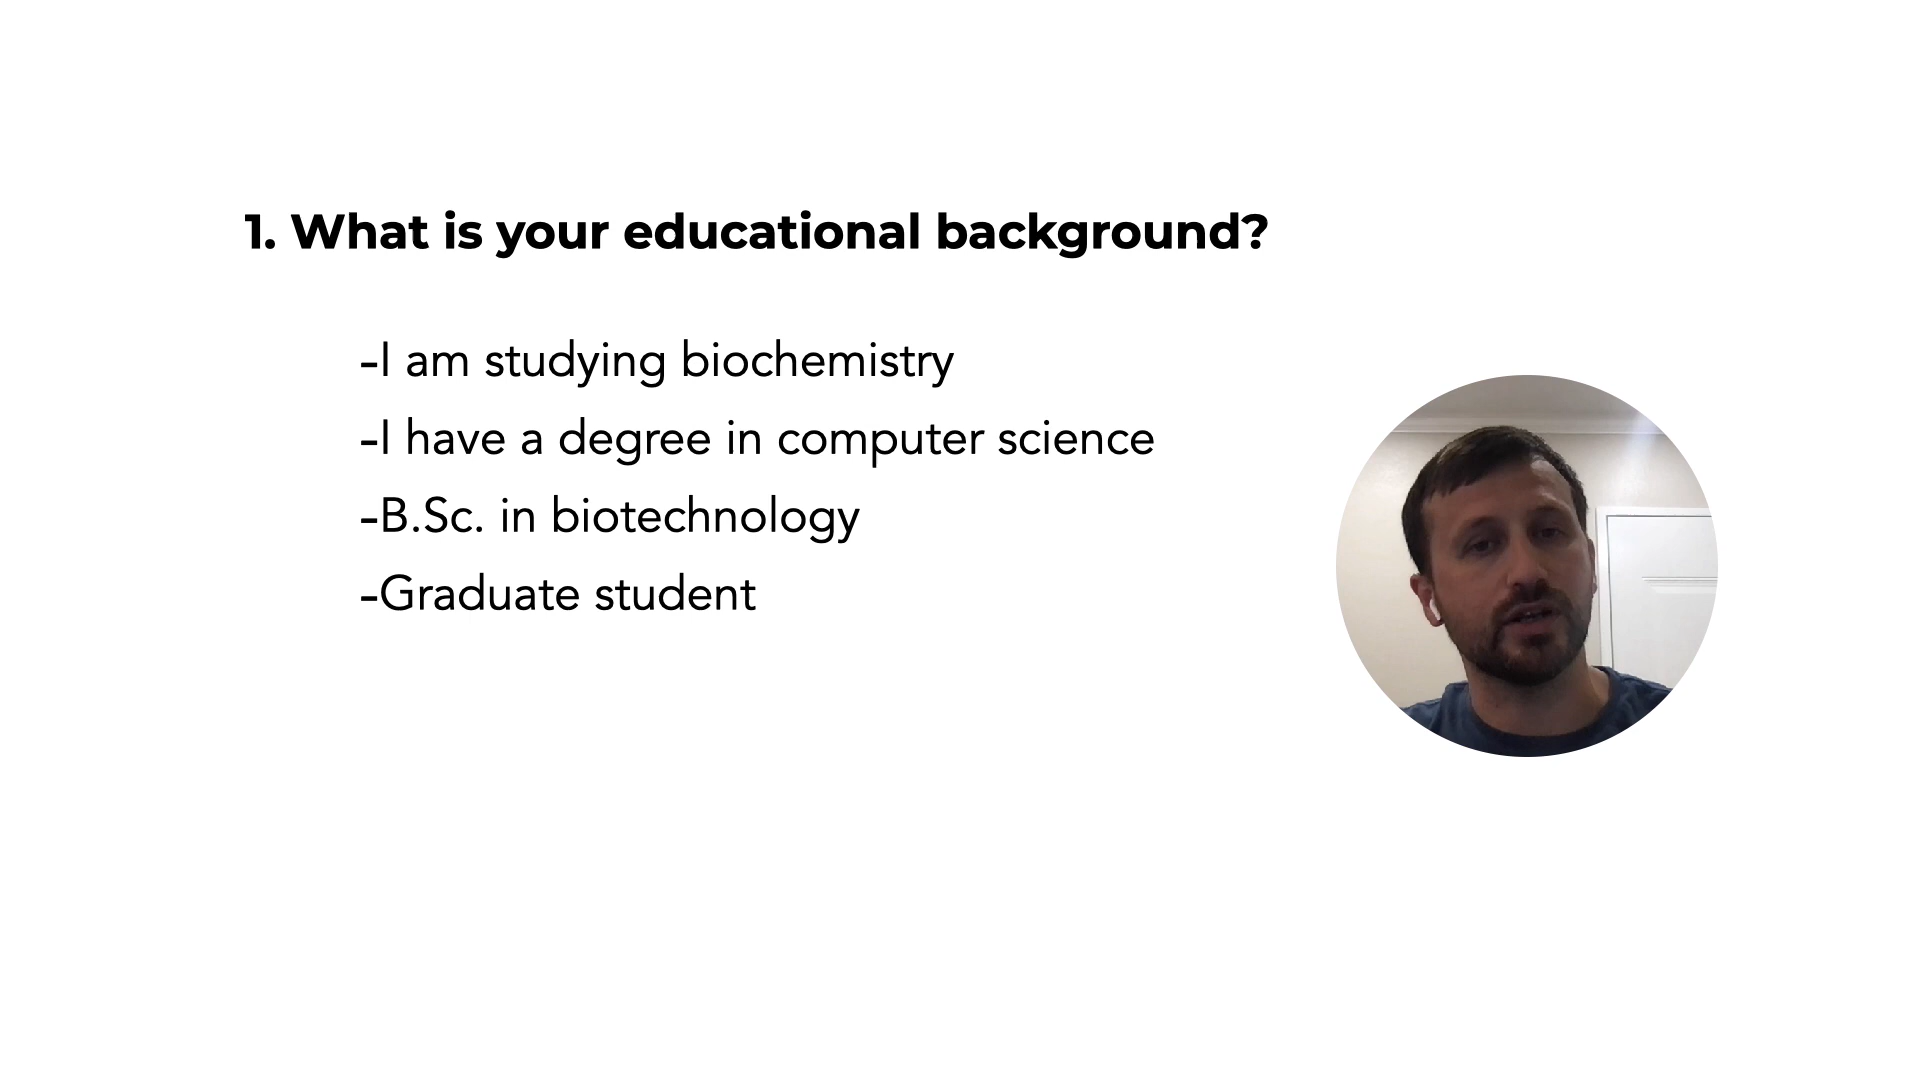 1. What is your educational background?
-I am studying biochemistry
-I have a degree in computer science
-B.Sc. in biotechnology
-Graduate student